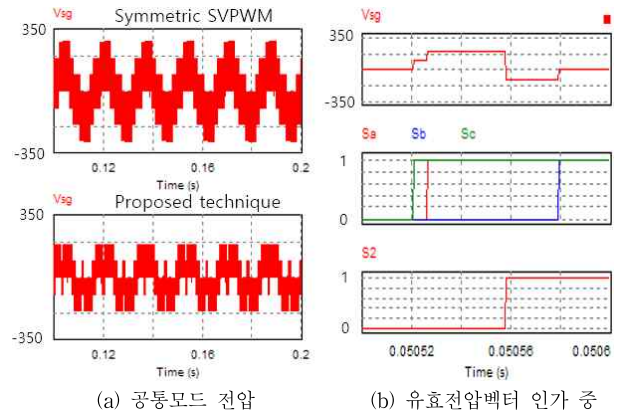 Vsg Symmetric SVPWM
350
-350
0.12 0.16 0.2
Time (s)
Vsg Proposed technique
350
-350
0.12 0.16 0.2
Time (s)
(a) 공통모드 전압
Vsg
350
-350
Sa Sb Sc
1
0
S2
1
0
0.05052 0.05056 0.0506
Time (s)
(b) 유효전압벡터 인가 중